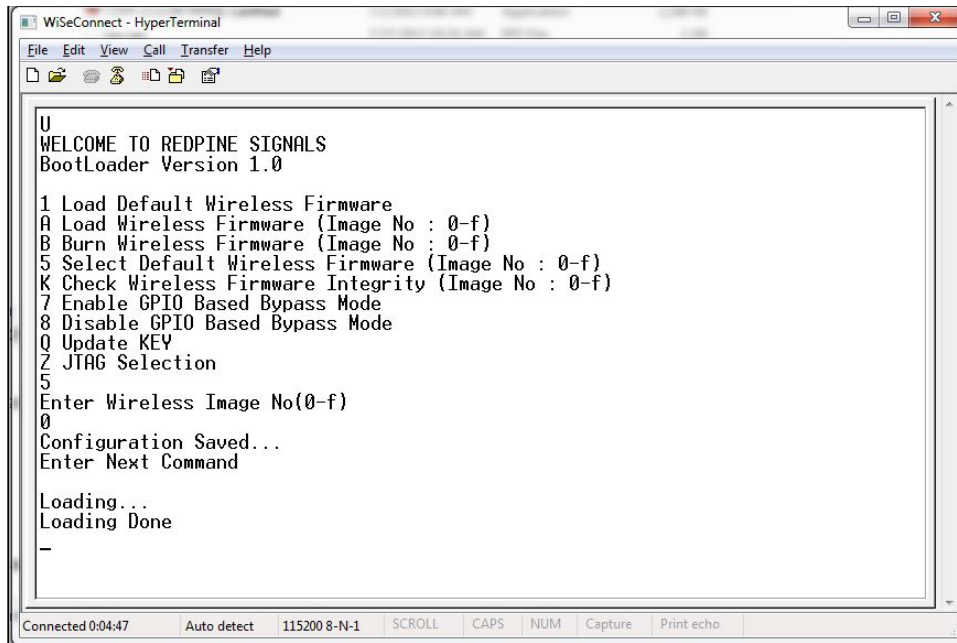 WiSeConnect - HyperTerminal
File Edit View Call Transfer Help
U
WELCOME TO REDPINE SIGNALS
BootLoader Version 1.0
1 Load Default Wireless Firmware
A Load Wireless Firmware (Image No : 0-f)
B Burn Wireless Firmware (Image No : 0-f)
5 Select Default Wireless Firmware (Image No : 0-f)
K Check Wireless Firmware Integrity (Image No : 0-f)
7 Enable GPIO Based Bypass Mode
8 Disable GPIO Based Bypass Mode
Q Update KEY
Z JTAG Selection
5
Enter Wireless Image No(0-f)
0
Configuration Saved...
Enter Next Command
Loading...
Loading Done
_
Connected 0:04:47 Auto detect 115200 8-N-1 SCROLL CAPS NUM Capture Print echo